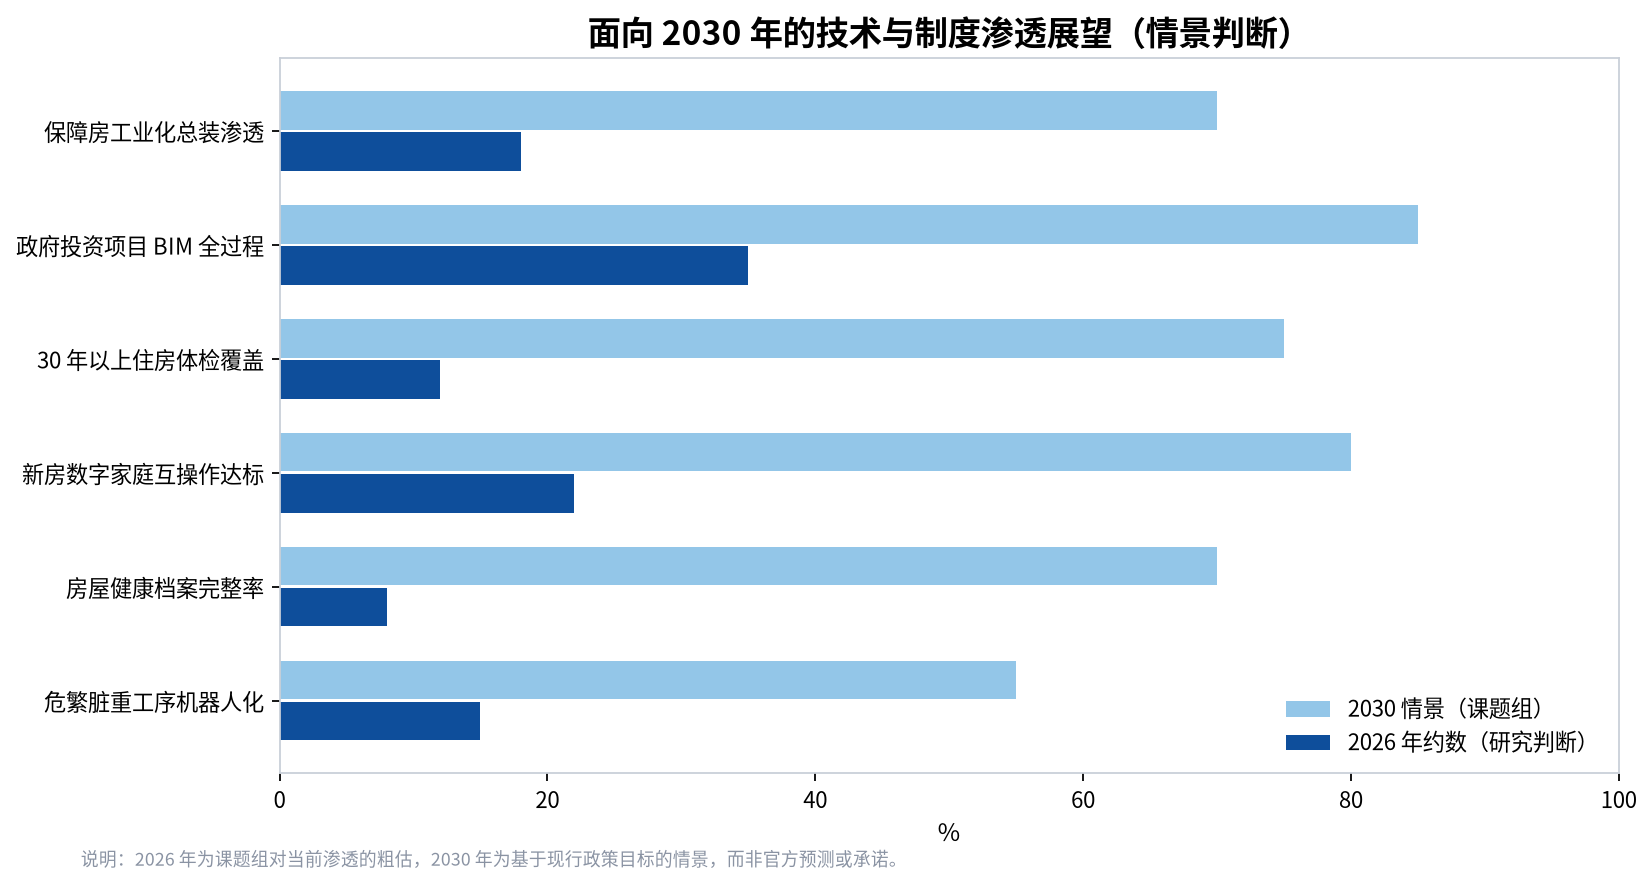 面向 2030 年的技术与制度渗透展望（情景判断）
保障房工业化总装渗透
政府投资项目 BIM 全过程
30 年以上住房体检覆盖
新房数字家庭互操作达标
房屋健康档案完整率
危繁脏重工序机器人化
2030 情景（课题组）
2026 年约数（研究判断）
0 20 40 60 80 100
%
说明：2026 年为课题组对当前渗透的粗估，2030 年为基于现行政策目标的情景，而非官方预测或承诺。